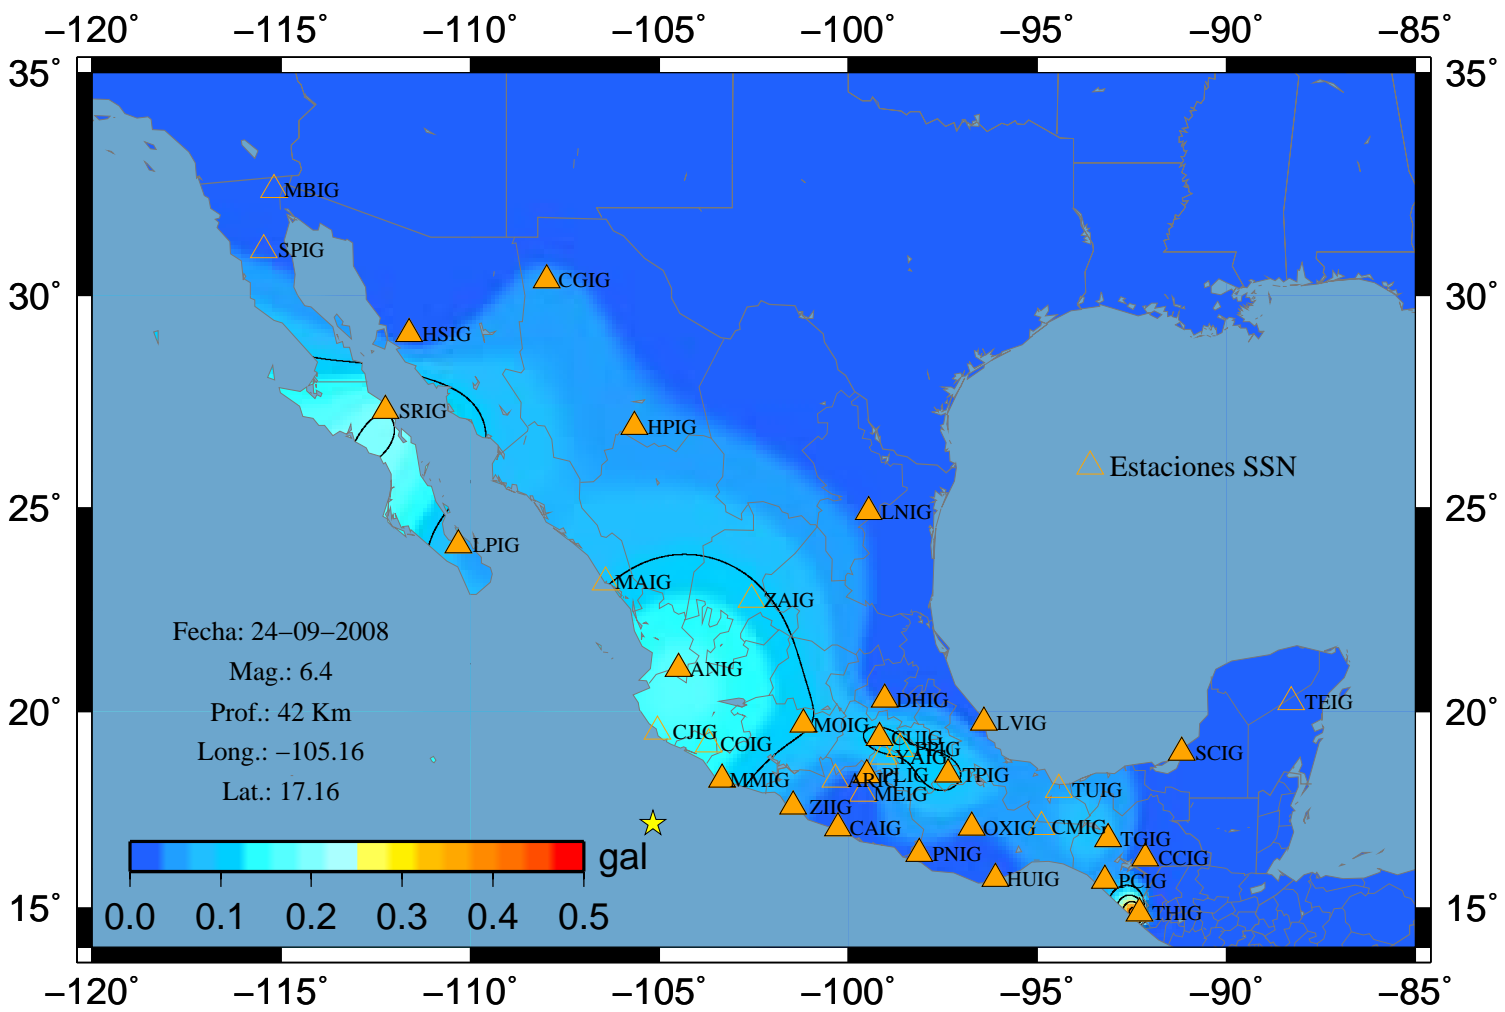 −120° −115° −110° −105° −100° −95° −90° −85°
35° 35°
MBIG
SPIG
CGIG
30° 30°
HSIG
SRIG
HPIG
Estaciones SSN
25° LNIG 25°
LPIG
MAIG
ZAIG
Fecha: 24−09−2008
Mag.: 6.4
ANIG
DHIG
TEIG
Prof.: 42 Km
20° MOIG LVIG 20°
CJIG
COIG
CUIG
PPIG
Long.: −105.16
YAIG
SCIG
MMIG
ARIG
PLIG
TPIG
Lat.: 17.16
MEIG
TUIG
ZIIG
CAIG
OXIG
CMIG
TGIG
gal
PNIG
CCIG
HUIG
PCIG
0.0 0.1 0.2 0.3 0.4 0.5
15° THIG 15°
−120° −115° −110° −105° −100° −95° −90° −85°